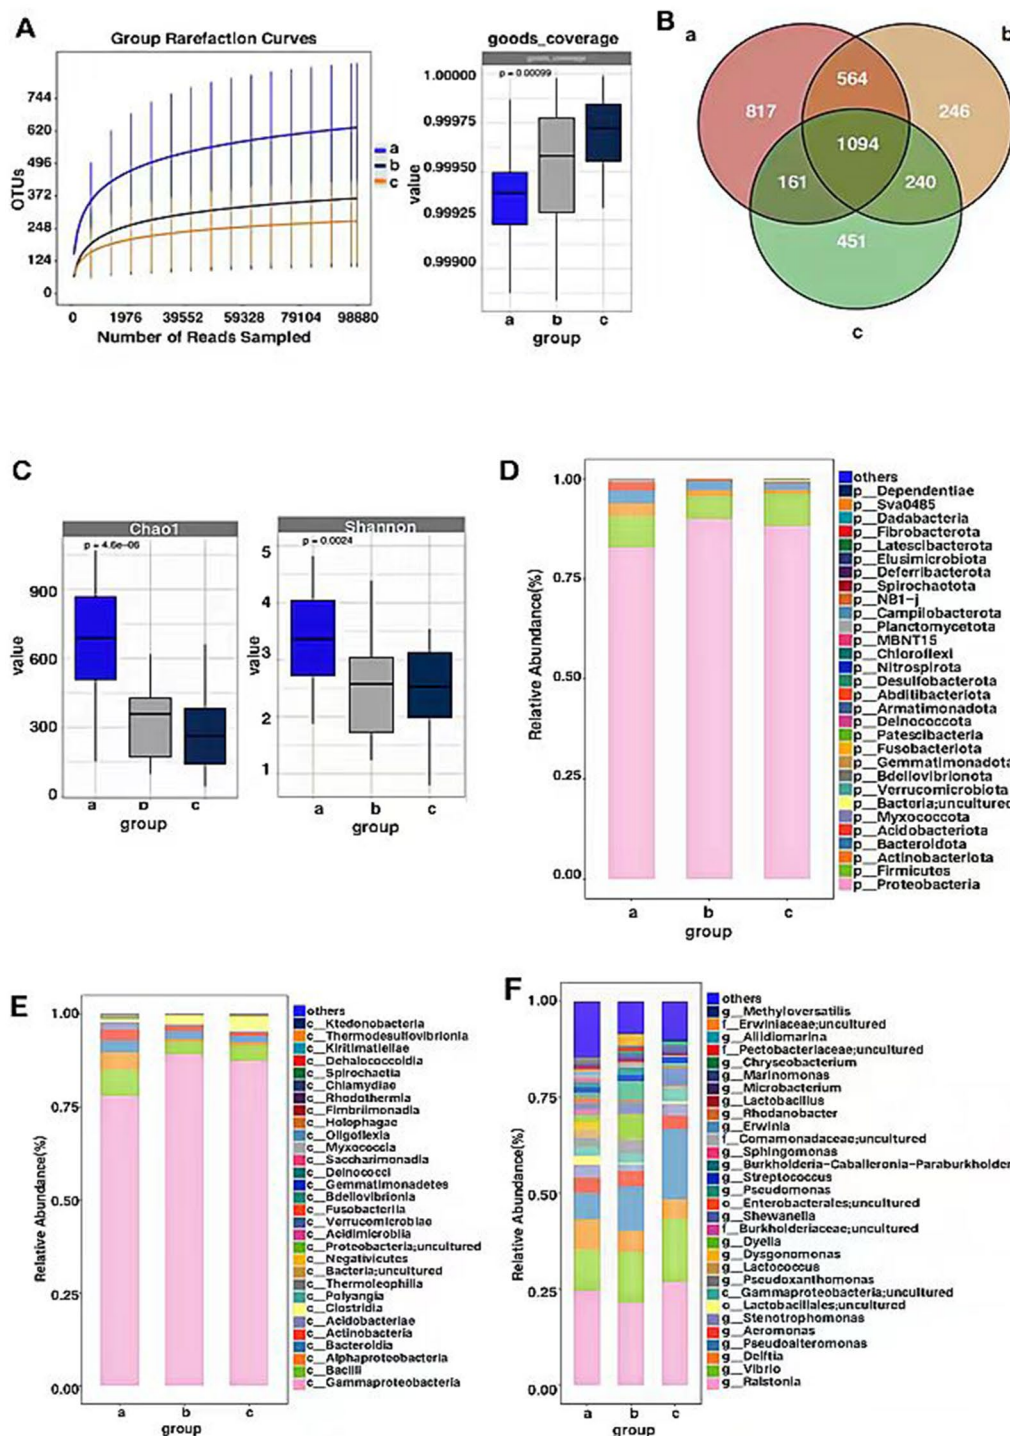 A
Group Rarefaction Curves
OTUs
744
620
496
372
248
124
0
0 1976 39552 59328 79104 98880
Number of Reads Sampled
a
b
c
goods_coverage
goods_coverage
p = 0.00099
value
1.00000
0.99975
0.99950
0.99925
0.99900
a b c
group
B
a
b
564
817
246
1094
161
240
451
c
C
Chao1
p = 4.6e-06
value
900
600
300
0
a b c
group
Shannon
p = 0.0024
value
5
4
3
2
1
a b c
group
D
Relative Abundance(%)
1.00
0.75
0.50
0.25
0.00
a b c
group
others
p__Dependentiae
p__Sva0485
p__Dadabacteria
p__Fibrobacterota
p__Latescibacterota
p__Elusimicrobiota
p__Deferribacterota
p__Spirochaetota
p__NB1-j
p__Campilobacterota
p__Planctomycetota
p__MBNT15
p__Chloroflexi
p__Nitrospirota
p__Desulfobacterota
p__Abditibacteriota
p__Armatimonadota
p__Deinococcota
p__Patescibacteria
p__Fusobacteriota
p__Gemmatimonadota
p__Bdellovibrionota
p__Verrucomicrobiota
p__Bacteria;uncultured
p__Myxococcota
p__Acidobacteriota
p__Bacteroidota
p__Actinobacteriota
p__Firmicutes
p__Proteobacteria
E
Relative Abundance(%)
1.00
0.75
0.50
0.25
0.00
a b c
group
others
c__Ktedonobacteria
c__Thermodesulfovibrionia
c__Kiritimatiellae
c__Dehalococcoidia
c__Spirochaetia
c__Chlamydiae
c__Rhodothermia
c__Fimbriimonadia
c__Holophagae
c__Oligoflexia
c__Myxococcia
c__Saccharimonadia
c__Deinococci
c__Gemmatimonadetes
c__Bdellovibrionia
c__Fusobacteriia
c__Verrucomicrobiae
c__Acidimicrobiia
c__Proteobacteria;uncultured
c__Negativicutes
c__Bacteria;uncultured
c__Thermoleophilia
c__Polyangia
c__Clostridia
c__Acidobacteriae
c__Actinobacteria
c__Bacteroidia
c__Alphaproteobacteria
c__Bacilli
c__Gammaproteobacteria
F
Relative Abundance(%)
1.00
0.75
0.50
0.25
0.00
a b c
group
others
g__Methyloversatilis
f__Erwiniaceae;uncultured
g__Aliidiomarina
f__Pectobacteriaceae;uncultured
g__Chryseobacterium
g__Marinomonas
g__Microbacterium
g__Lactobacillus
g__Rhodanobacter
g__Erwinia
f__Comamonadaceae;uncultured
g__Sphingomonas
g__Burkholderia-Caballeronia-Paraburkholder
g__Streptococcus
g__Pseudomonas
o__Enterobacterales;uncultured
g__Shewanella
f__Burkholderiaceae;uncultured
g__Dyella
g__Dysgonomonas
g__Lactococcus
g__Pseudoxanthomonas
c__Gammaproteobacteria;uncultured
o__Lactobacillales;uncultured
g__Stenotrophomonas
g__Aeromonas
g__Pseudoalteromonas
g__Delftia
g__Vibrio
g__Ralstonia